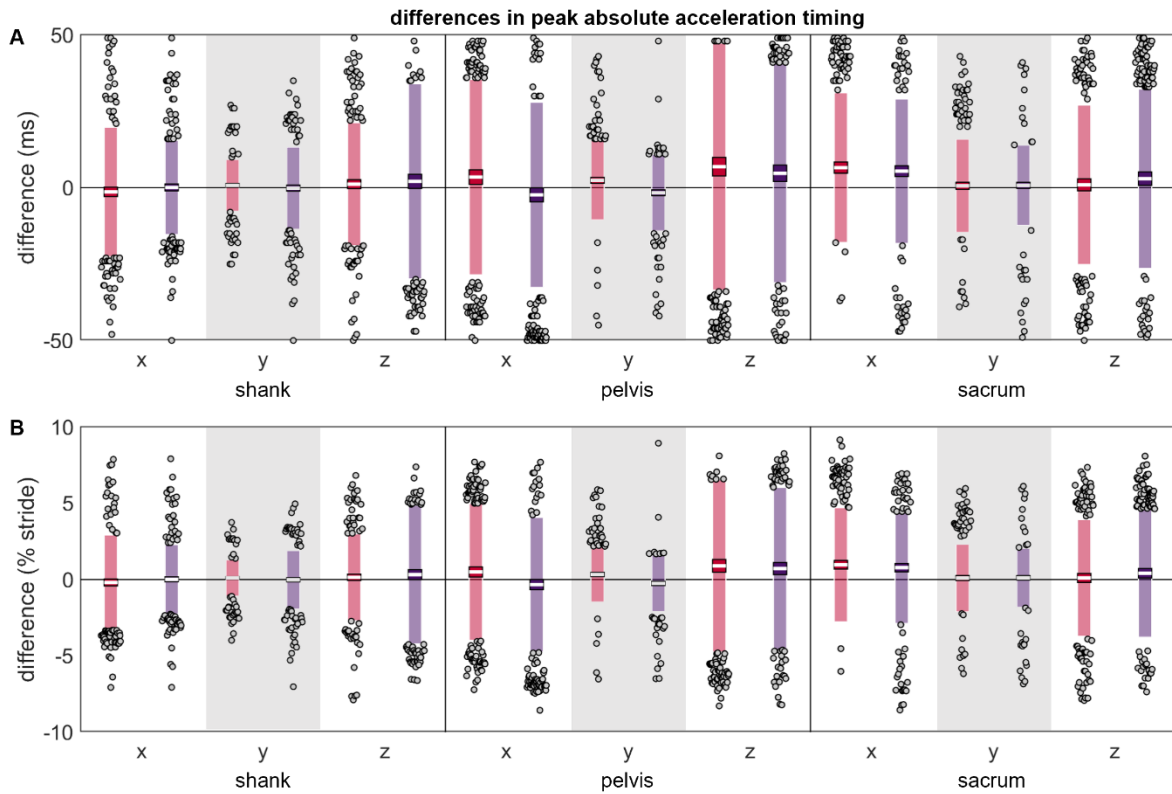 differences in peak absolute acceleration timing
A
difference (ms)
50
0
-50
x y z x y z x y z
shank pelvis sacrum
B
difference (% stride)
10
5
0
-5
-10
x y z x y z x y z
shank pelvis sacrum